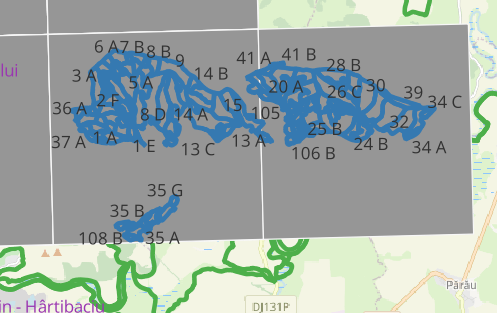 6 A 7 B 8 B
9
41 A 41 B
28 B
lui
3 A
5 A
14 B
20 A
26 C
30
39
2 F
36 A
8 D 14 A
15
105
32
34 C
37 A 1 A
1 E
13 C
13 A
25 B
106 B
24 B
34 A
35 G
35 B
108 B
35 A
Părău
in - Hârtibaciu
DJ131P